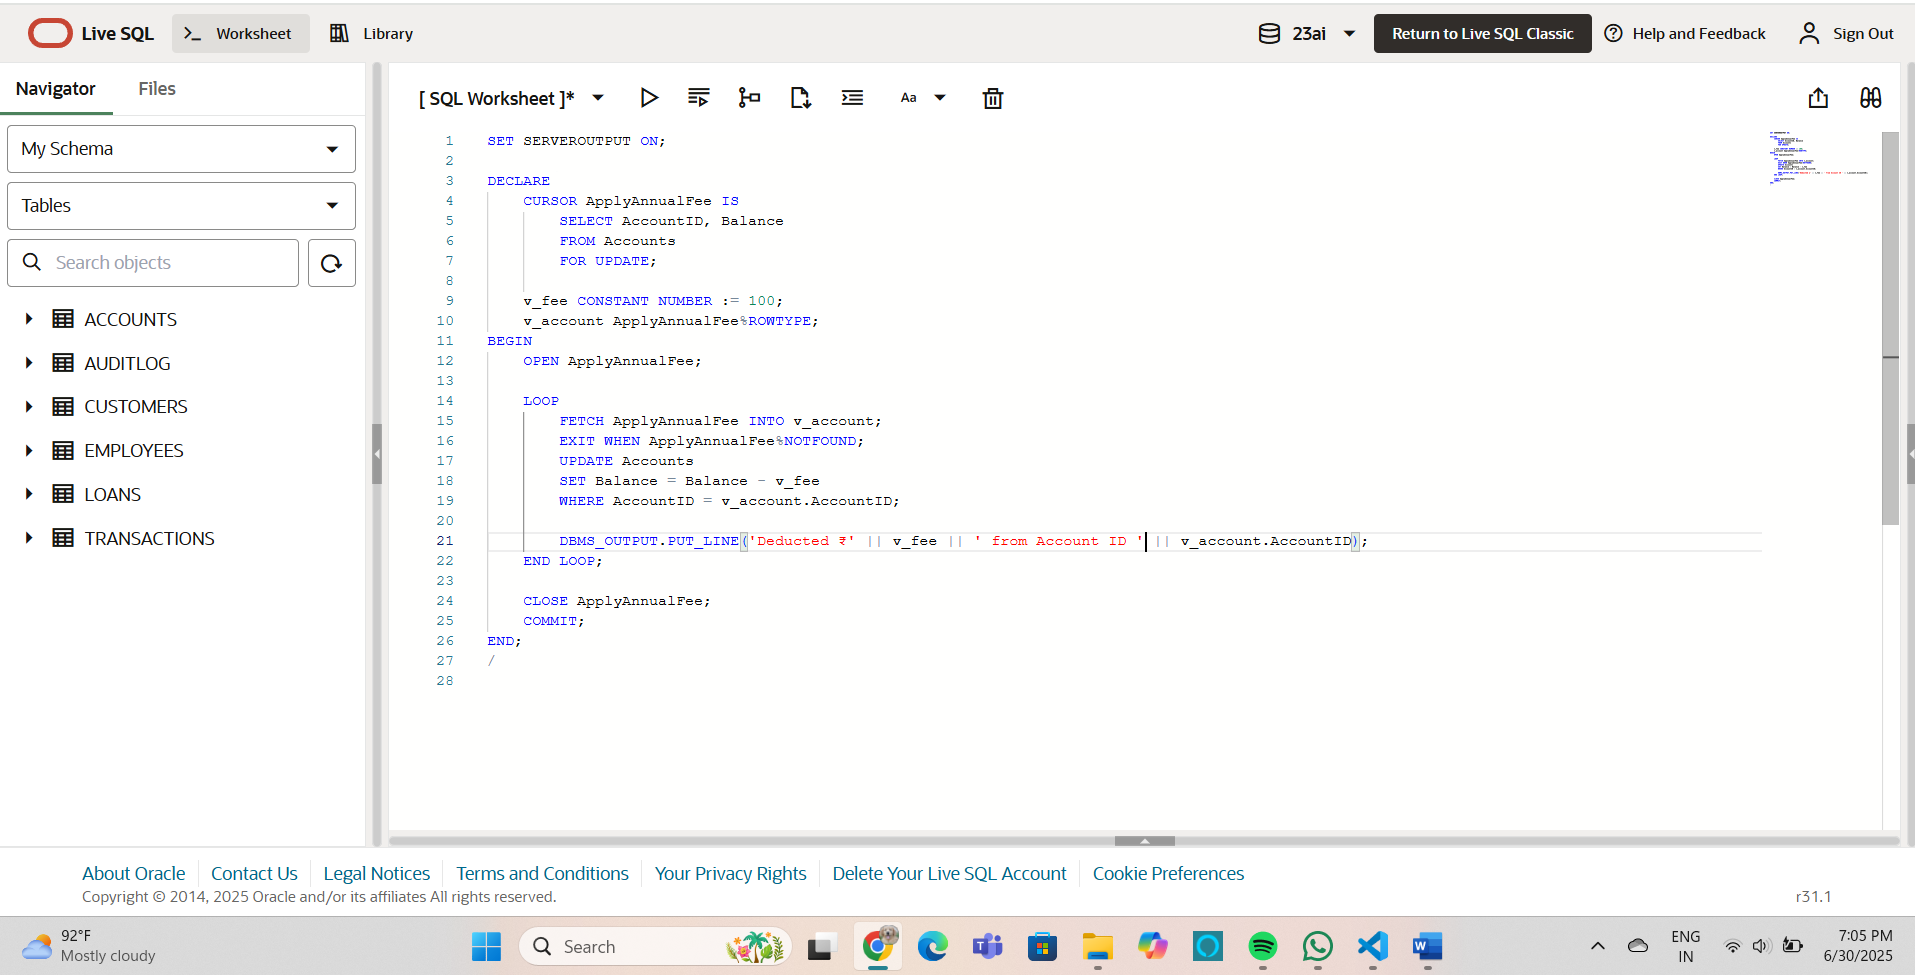 Live SQL
Worksheet
Library
23ai
Return to Live SQL Classic
Help and Feedback
Sign Out
Navigator
Files
My Schema
Tables
Search objects
ACCOUNTS
AUDITLOG
CUSTOMERS
EMPLOYEES
LOANS
TRANSACTIONS
[ SQL Worksheet ]*
Aa
1 SET SERVEROUTPUT ON;
2
3 DECLARE
4 CURSOR ApplyAnnualFee IS
5 SELECT AccountID, Balance
6 FROM Accounts
7 FOR UPDATE;
8
9 v_fee CONSTANT NUMBER := 100;
10 v_account ApplyAnnualFee%ROWTYPE;
11 BEGIN
12 OPEN ApplyAnnualFee;
13
14 LOOP
15 FETCH ApplyAnnualFee INTO v_account;
16 EXIT WHEN ApplyAnnualFee%NOTFOUND;
17 UPDATE Accounts
18 SET Balance = Balance - v_fee
19 WHERE AccountID = v_account.AccountID;
20
21 DBMS_OUTPUT.PUT_LINE('Deducted ₹' || v_fee || ' from Account ID ' || v_account.AccountID);
22 END LOOP;
23
24 CLOSE ApplyAnnualFee;
25 COMMIT;
26 END;
27 /
28
About Oracle
Contact Us
Legal Notices
Terms and Conditions
Your Privacy Rights
Delete Your Live SQL Account
Cookie Preferences
Copyright © 2014, 2025 Oracle and/or its affiliates All rights reserved.
r31.1
92°F
Mostly cloudy
Search
ENG
IN
7:05 PM
6/30/2025